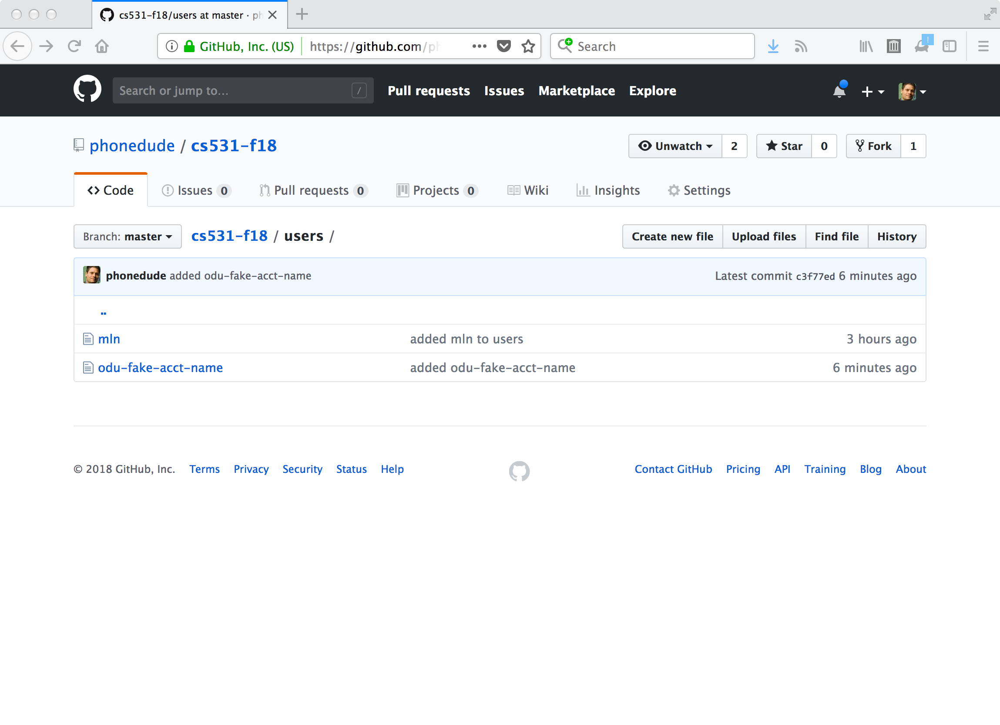 cs531-f18/users at master · ph
GitHub, Inc. (US) https://github.com/ph
Search
Search or jump to… /
Pull requests Issues Marketplace Explore
phonedude / cs531-f18
Unwatch 2 Star 0 Fork 1
Code Issues 0 Pull requests 0 Projects 0 Wiki Insights Settings
Branch: master cs531-f18 / users /
Create new file Upload files Find file History
phonedude added odu-fake-acct-name Latest commit c3f77ed 6 minutes ago
..
mln added mln to users 3 hours ago
odu-fake-acct-name added odu-fake-acct-name 6 minutes ago
© 2018 GitHub, Inc. Terms Privacy Security Status Help Contact GitHub Pricing API Training Blog About